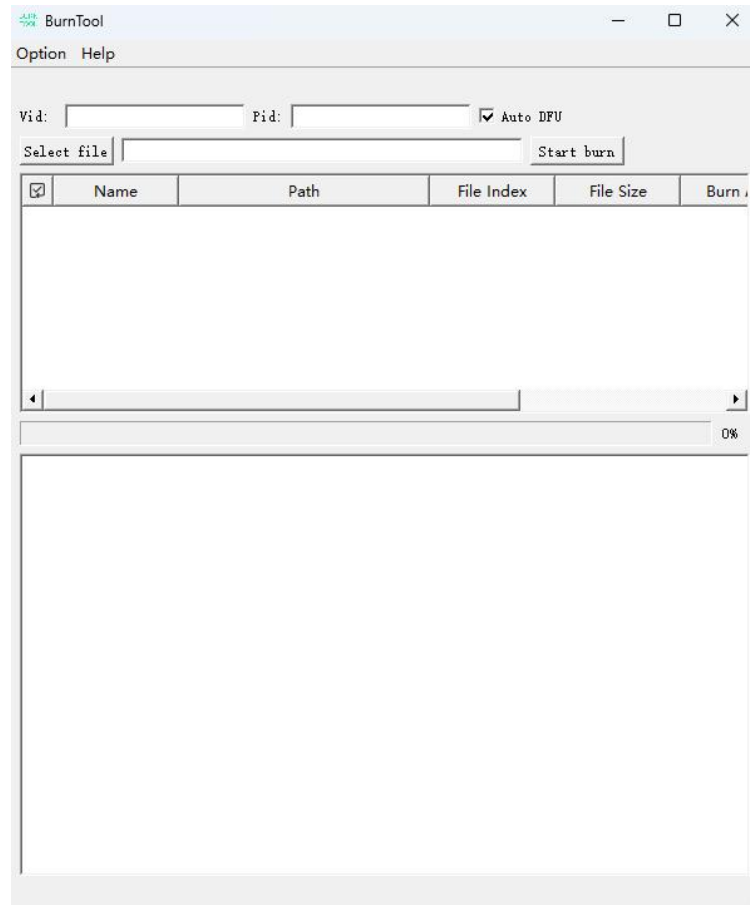 BurnTool
Option Help
Vid: Pid: Auto DFU
Select file Start burn
Name Path File Index File Size Burn
0%